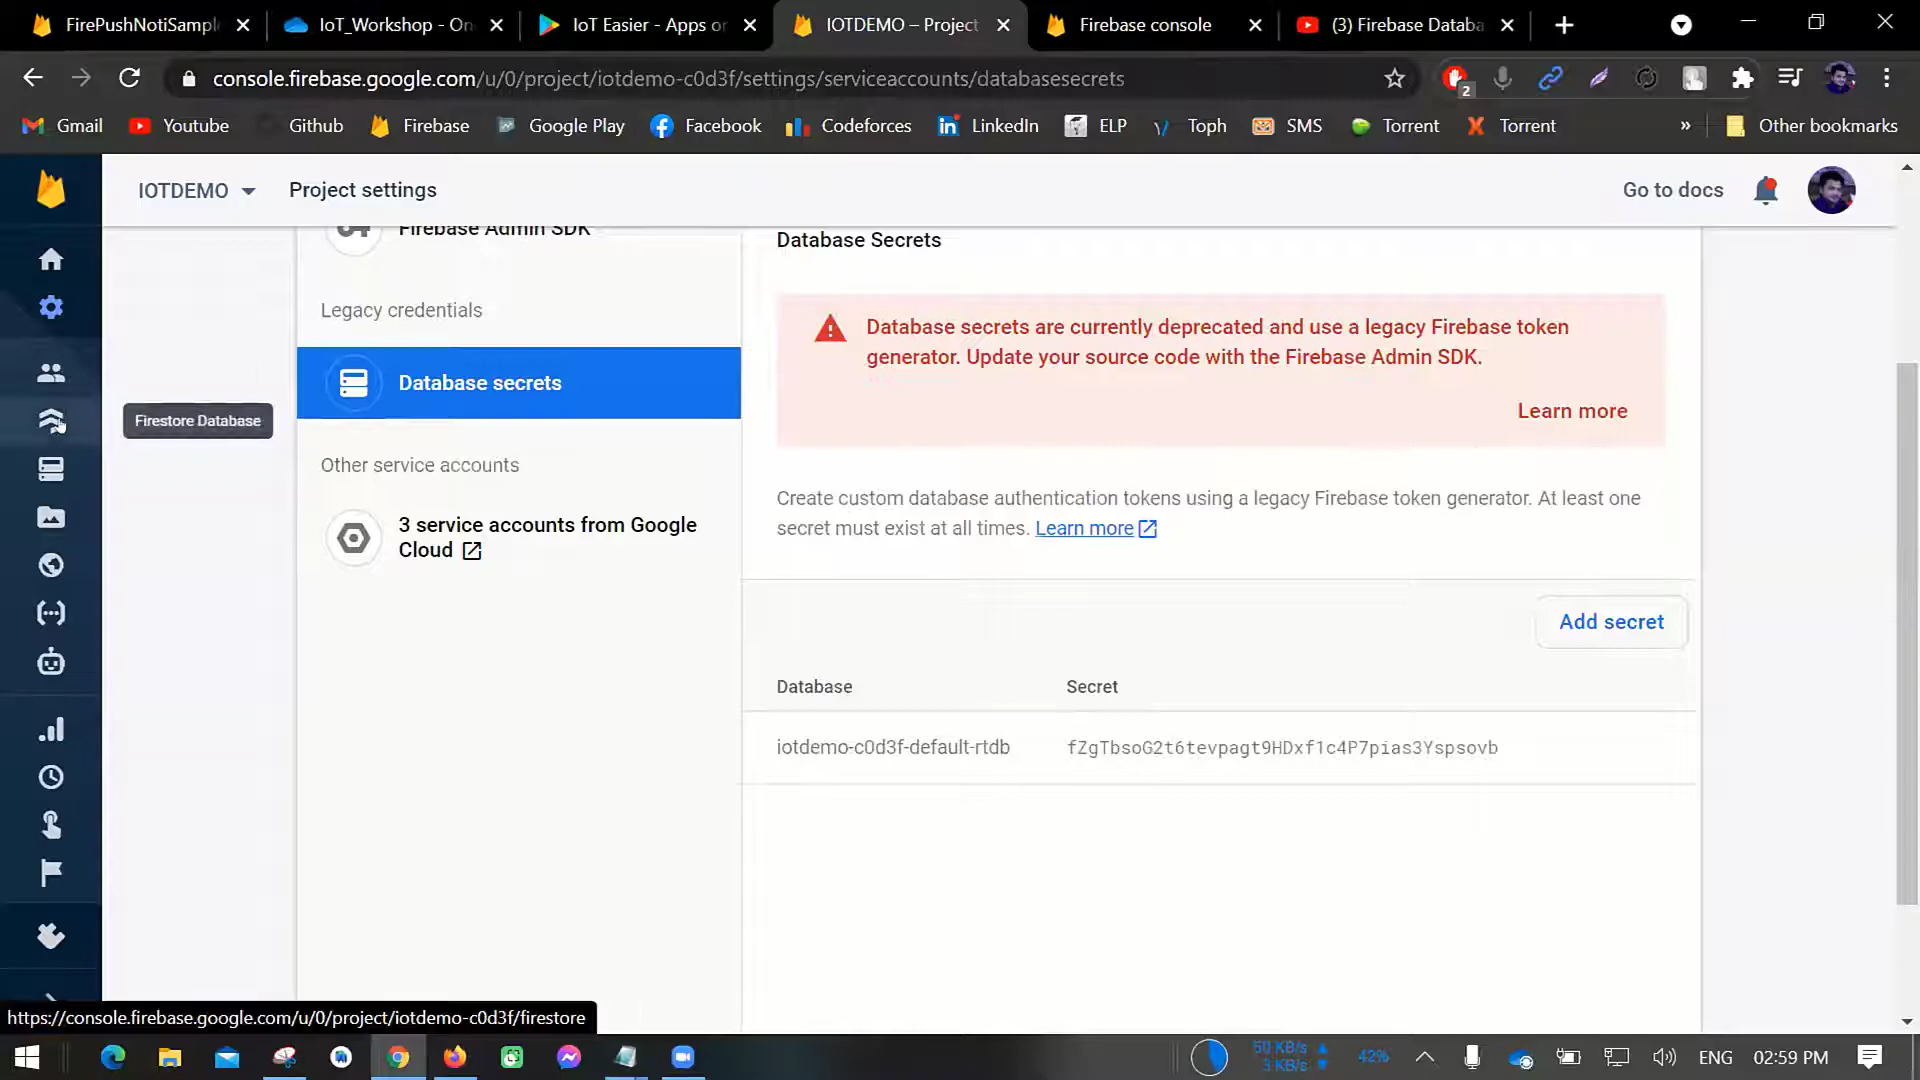 FirePushNotiSampl
IoT_Workshop - On
IoT Easier - Apps or
IOTDEMO – Project
Firebase console
(3) Firebase Databa
console.firebase.google.com/u/0/project/iotdemo-c0d3f/settings/serviceaccounts/databasesecrets
2
Gmail
Youtube
Github
Firebase
Google Play
Facebook
Codeforces
LinkedIn
ELP
Toph
SMS
Torrent
Torrent
»
Other bookmarks
IOTDEMO
Project settings
Go to docs
Firebase Admin SDK
Legacy credentials
Database secrets
Firestore Database
Other service accounts
3 service accounts from Google
Cloud
Database Secrets
Database secrets are currently deprecated and use a legacy Firebase token
generator. Update your source code with the Firebase Admin SDK.
Learn more
Create custom database authentication tokens using a legacy Firebase token generator. At least one
secret must exist at all times. Learn more
Add secret
Database Secret
iotdemo-c0d3f-default-rtdb fZgTbsoG2t6tevpagt9HDxf1c4P7pias3Yspsovb
https://console.firebase.google.com/u/0/project/iotdemo-c0d3f/firestore
50 KB/s
3 KB/s
42%
ENG
02:59 PM